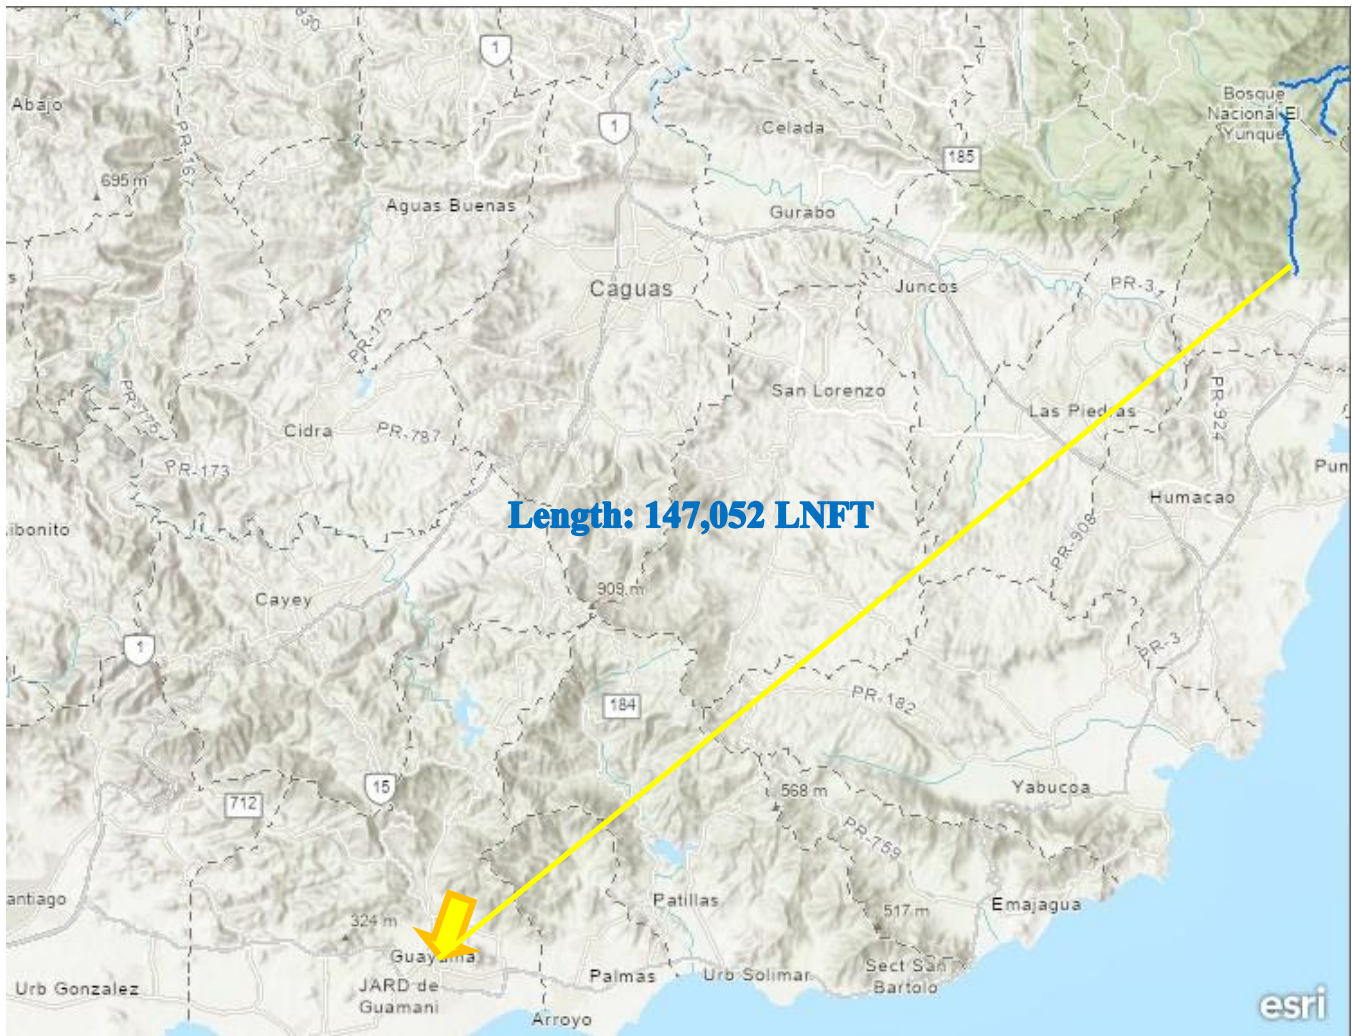 830
1
Abajo
Bosque
Nacional El
Yunque
PR-167
1
Celada
185
695 m
Aguas Buenas
Gurabo
s
Caguas
Juncos
PR-3
PR-173
San Lorenzo
PR-775
Las Piedras
PR-924
Cidra
PR-787
PR-173
Pun
Length: 147,052 LNFT
Humacao
ibonito
PR-908
909 m
Cayey
1
PR-3
184
PR-182
15
568 m
Yabucoa
712
PR-759
antiago
Patillas
Emajagua
324 m
517 m
Guayama
Urb Gonzalez
JARD de
Guamani
Palmas
Urb Solimar
Sect San
Bartolo
Arroyo
esri